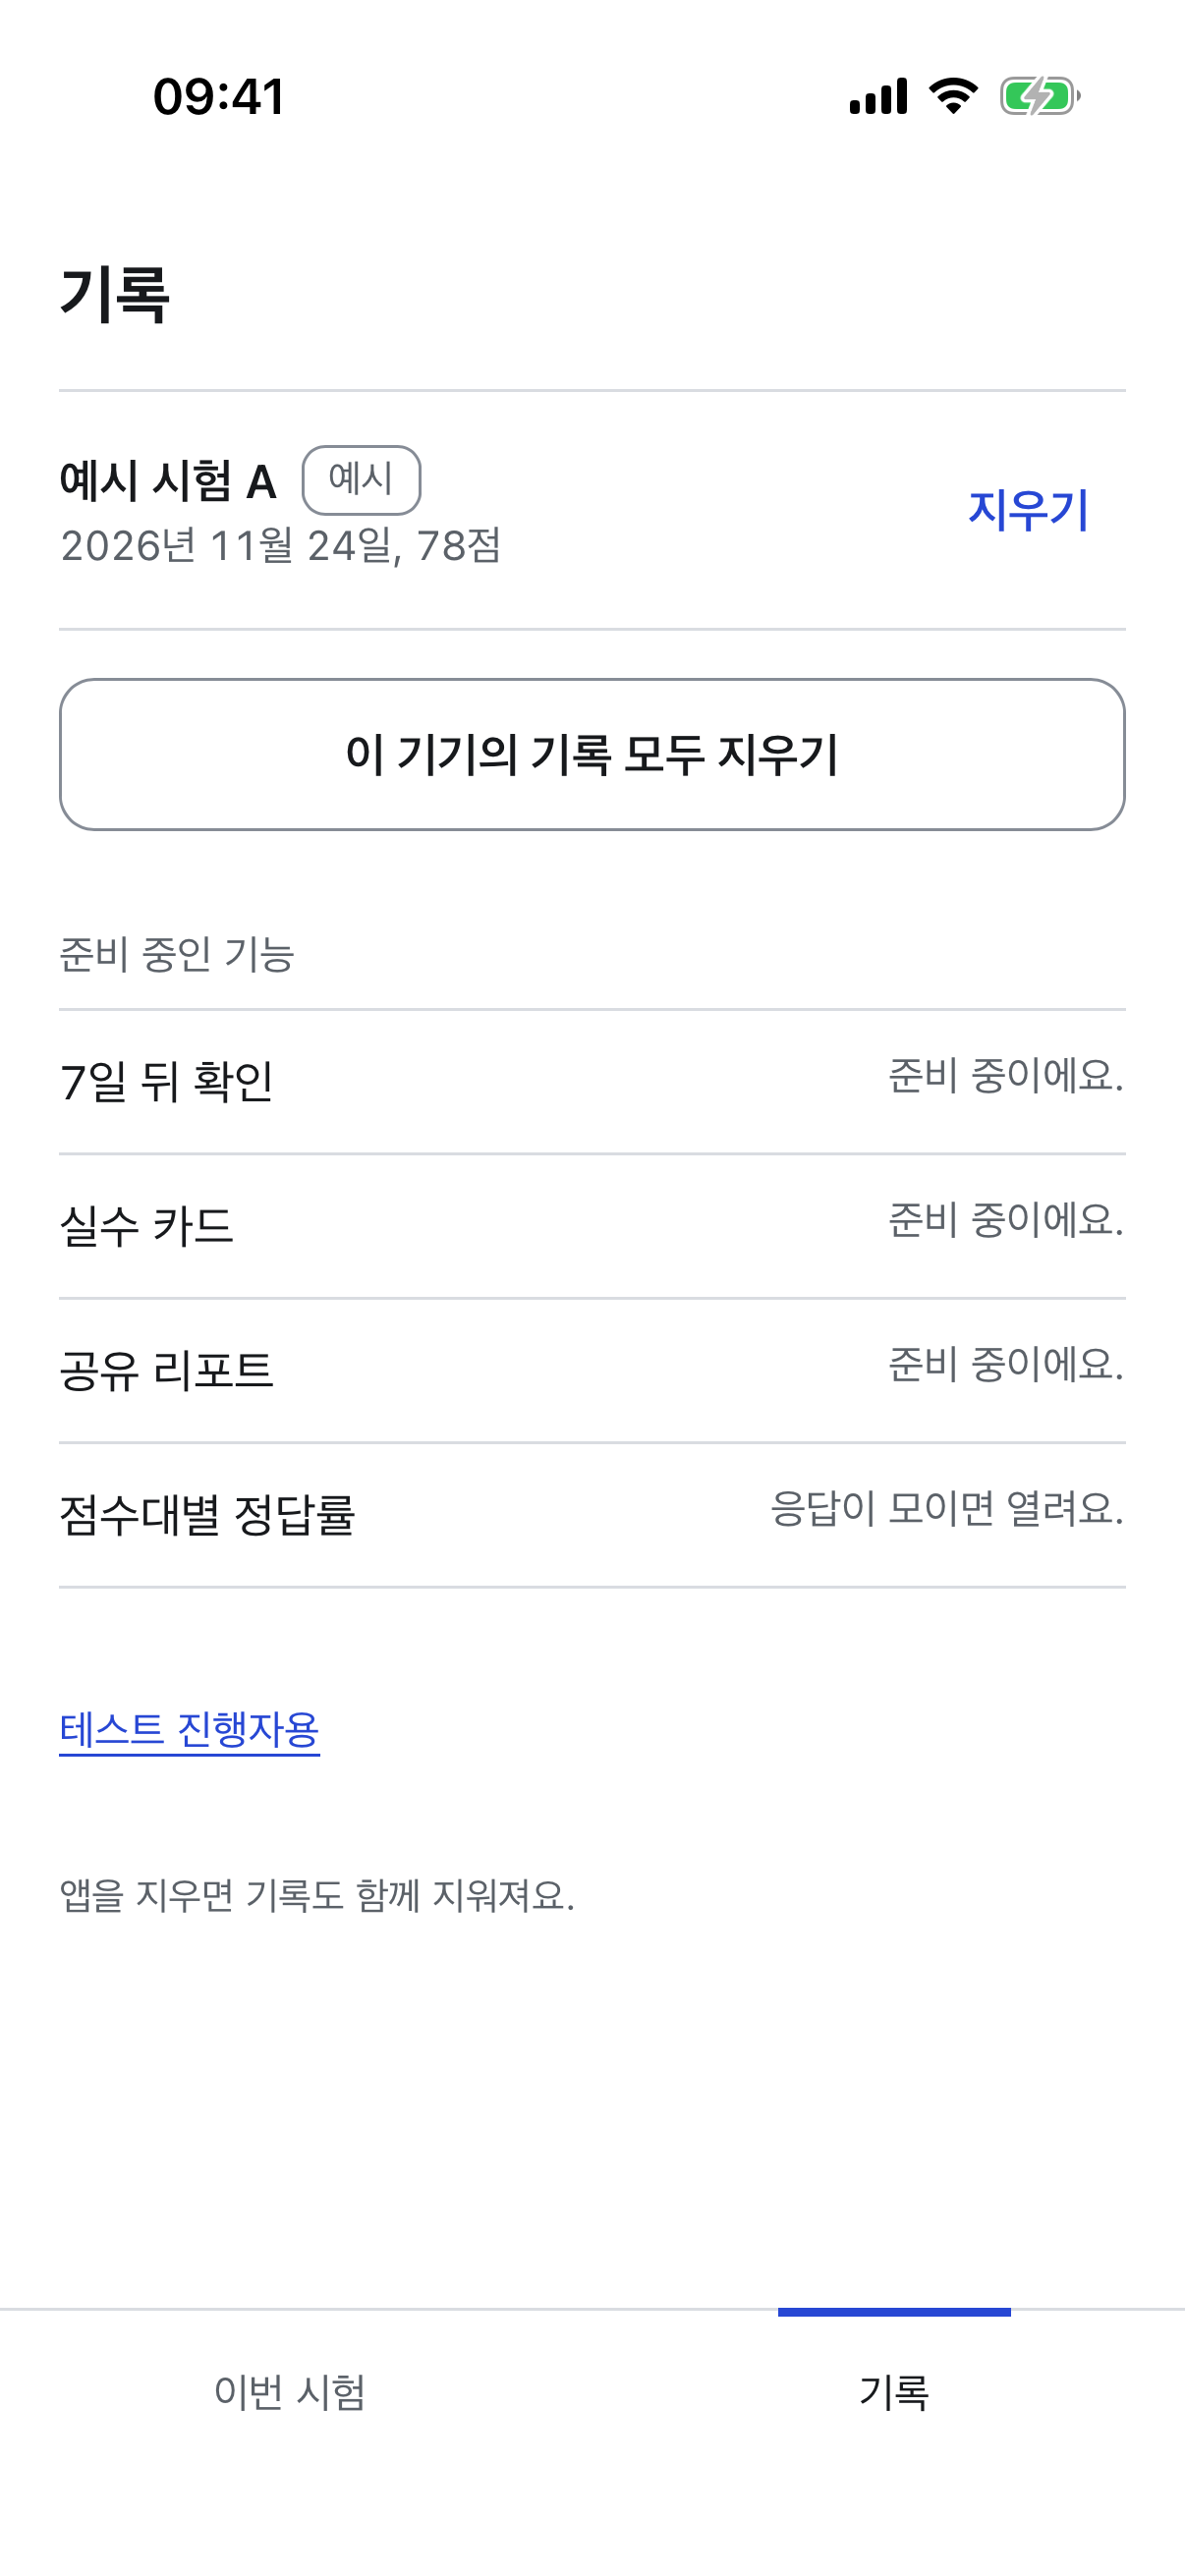 09:41
기록
예시 시험 A 예시
2026년 11월 24일, 78점
지우기
이 기기의 기록 모두 지우기
준비 중인 기능
7일 뒤 확인 준비 중이에요.
실수 카드 준비 중이에요.
공유 리포트 준비 중이에요.
점수대별 정답률 응답이 모이면 열려요.
테스트 진행자용
앱을 지우면 기록도 함께 지워져요.
이번 시험 기록